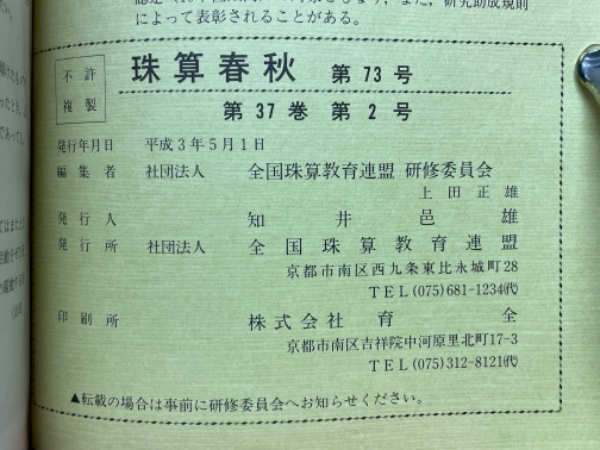 によって表彰されることがある。
不許
複製
珠算春秋 第73号
第37巻 第2号
発行年月日 平成3年5月1日
編集者 社団法人 全国珠算教育連盟 研修委員会
上田正雄
発行人 知井邑雄
発行所 社団法人 全国珠算教育連盟
京都市南区西九条東比永城町28
TEL(075)681-1234㈹
印刷所 株式会社 育全
京都市南区吉祥院中河原里北町17-3
TEL(075)312-8121㈹
▲転載の場合は事前に研修委員会へお知らせください。